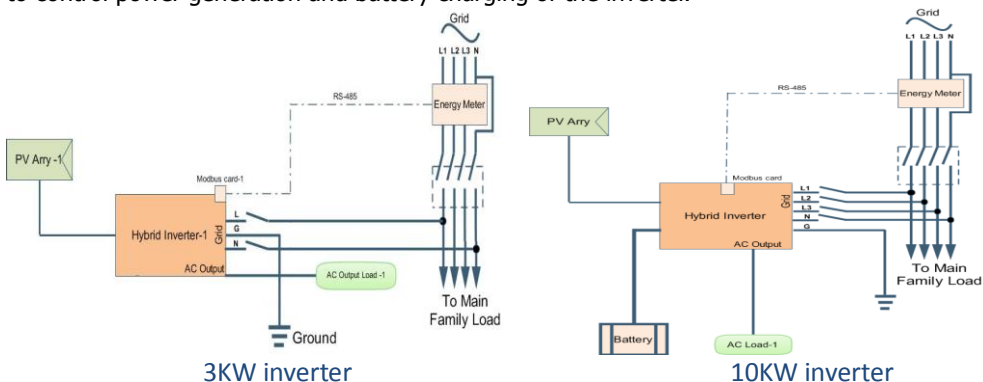 to control power generation and battery charging of the inverter.
Grid
L1 L2 L3 N
RS-485
Energy Meter
PV Arry -1
Modbus card-1
L
G
N
Grid
Hybrid Inverter-1
AC Output
AC Output Load -1
To Main
Family Load
Ground
3KW inverter
Grid
L1 L2 L3 N
RS-485
Energy Meter
PV Arry
Modbus card
L1
L2
L3
N
G
Grid
Hybrid Inverter
AC Output
To Main
Family Load
Battery
AC Load-1
10KW inverter